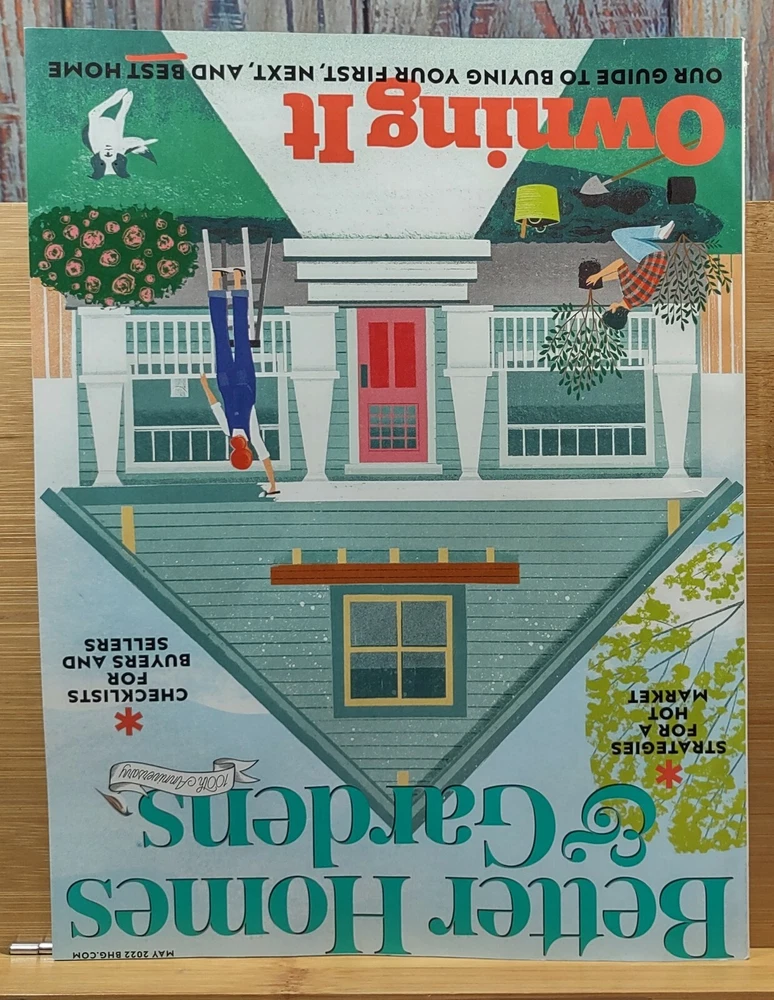 MAY 2022 BHG.COM
Better Homes
& Gardens
100th Anniversary
* STRATEGIES
FOR A
HOT
MARKET
* CHECKLISTS
FOR
BUYERS AND
SELLERS
Owning It
OUR GUIDE TO BUYING YOUR FIRST, NEXT, AND BEST HOME